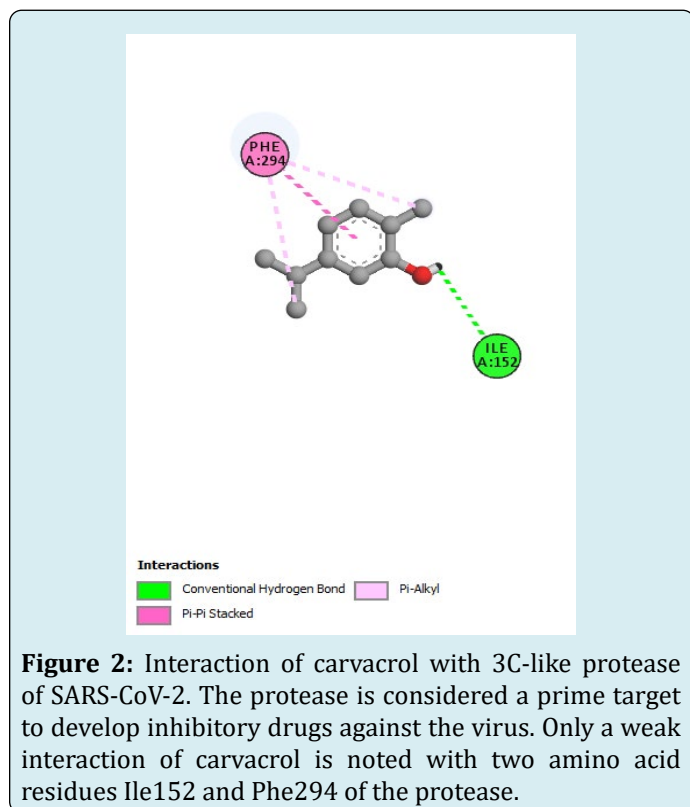 PHE
A:294
ILE
A:152
Interactions
Conventional Hydrogen Bond Pi-Alkyl
Pi-Pi Stacked
Figure 2: Interaction of carvacrol with 3C-like protease
of SARS-CoV-2. The protease is considered a prime target
to develop inhibitory drugs against the virus. Only a weak
interaction of carvacrol is noted with two amino acid
residues Ile152 and Phe294 of the protease.